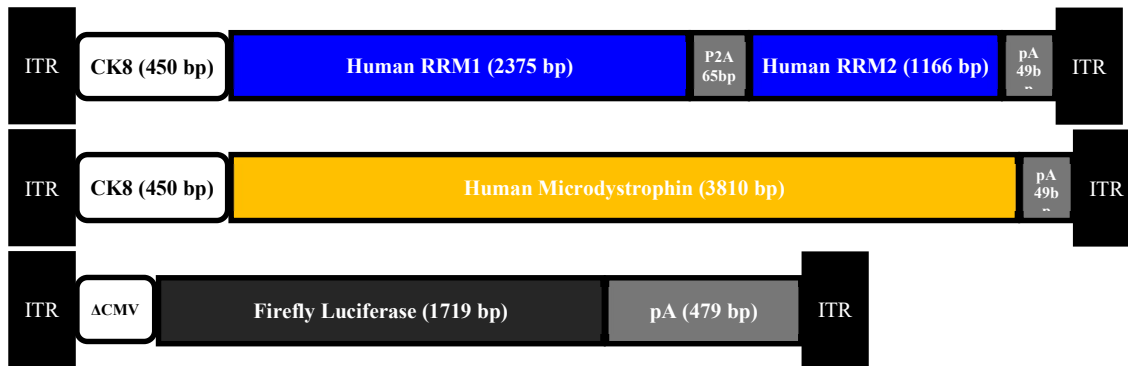 ITR
CK8 (450 bp)
Human RRM1 (2375 bp)
P2A
65bp
Human RRM2 (1166 bp)
pA
49b
ITR
ITR
CK8 (450 bp)
Human Microdystrophin (3810 bp)
pA
49b
ITR
ITR
ΔCMV
Firefly Luciferase (1719 bp)
pA (479 bp)
ITR